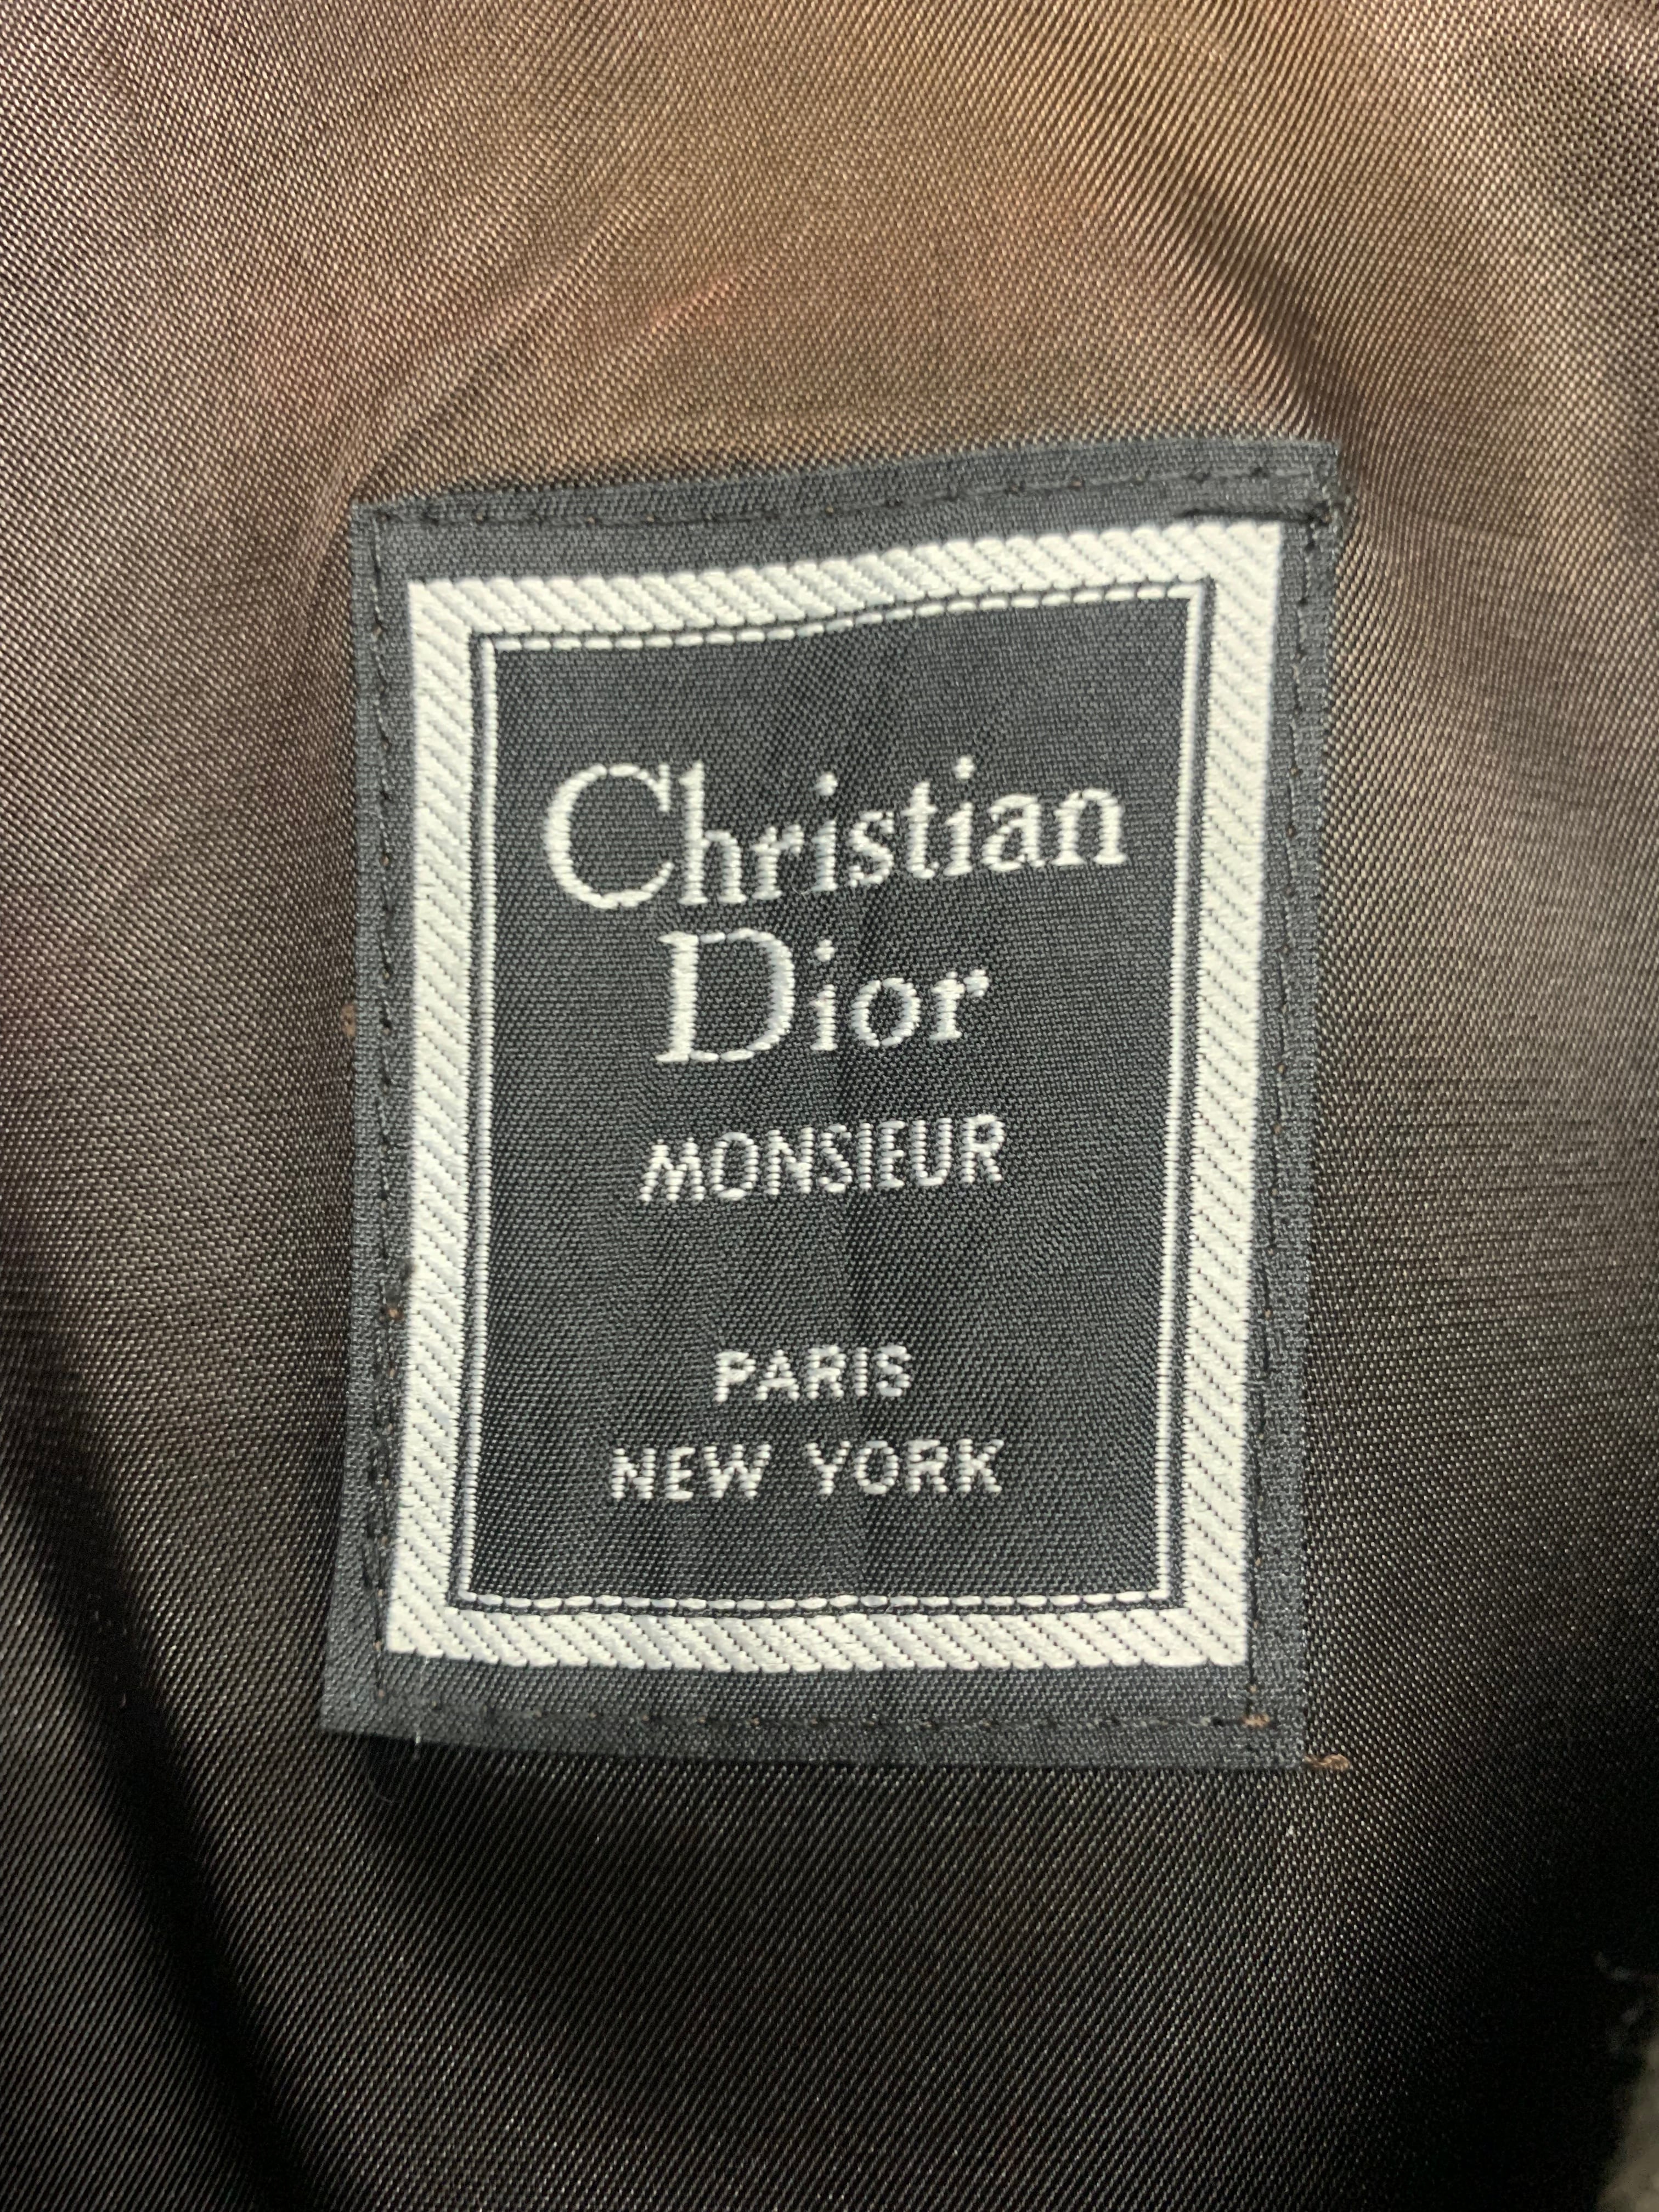 Christian
Dior
MONSIEUR
PARIS
NEW YORK